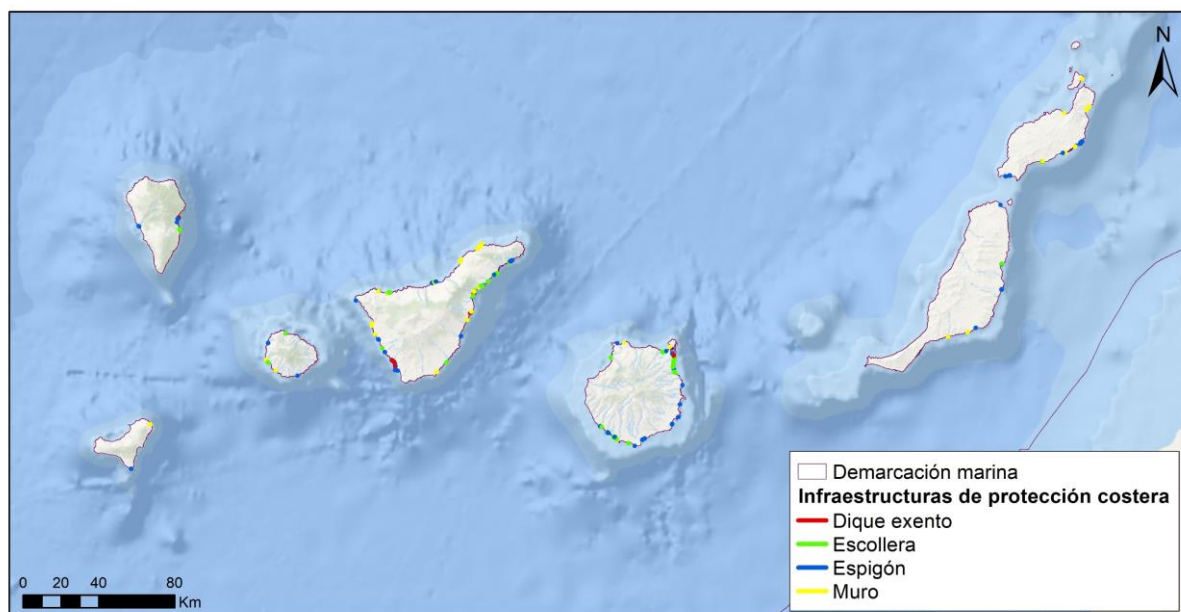 N
Demarcación marina
Infraestructuras de protección costera
Dique exento
Escollera
Espigón
Muro
0 20 40 80
Km